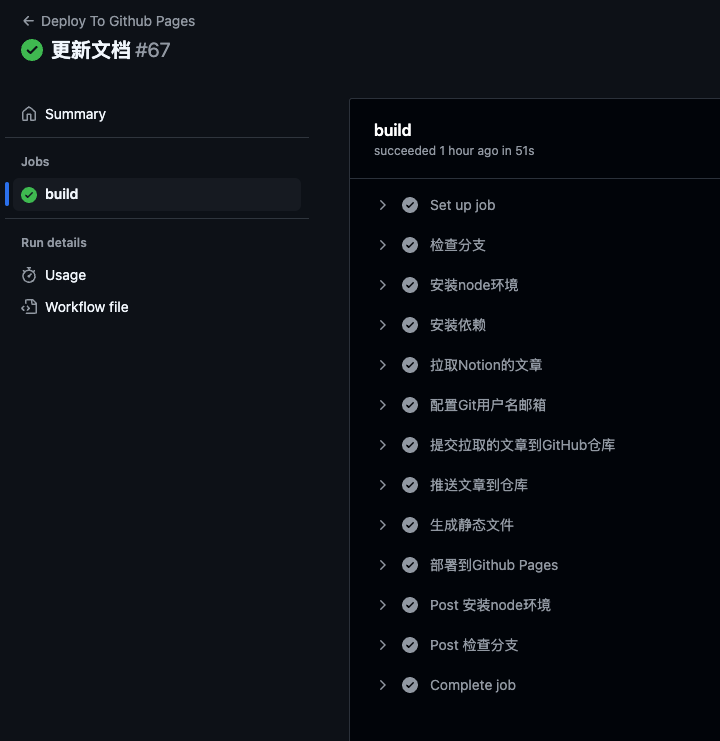 Deploy To Github Pages
更新文档 #67
Summary
Jobs
build
Run details
Usage
Workflow file
build
succeeded 1 hour ago in 51s
Set up job
检查分支
安装node环境
安装依赖
拉取Notion的文章
配置Git用户名邮箱
提交拉取的文章到GitHub仓库
推送文章到仓库
生成静态文件
部署到Github Pages
Post 安装node环境
Post 检查分支
Complete job